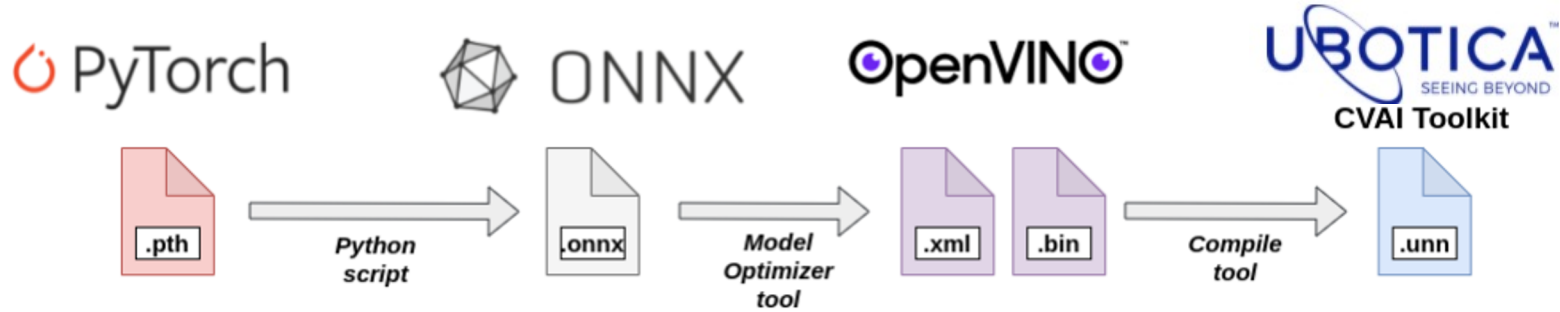 PyTorch
ONNX
OpenVINO™
UBOTICA™
SEEING BEYOND
CVAI Toolkit
.pth
Python
script
.onnx
Model
Optimizer
tool
.xml
.bin
Compile
tool
.unn